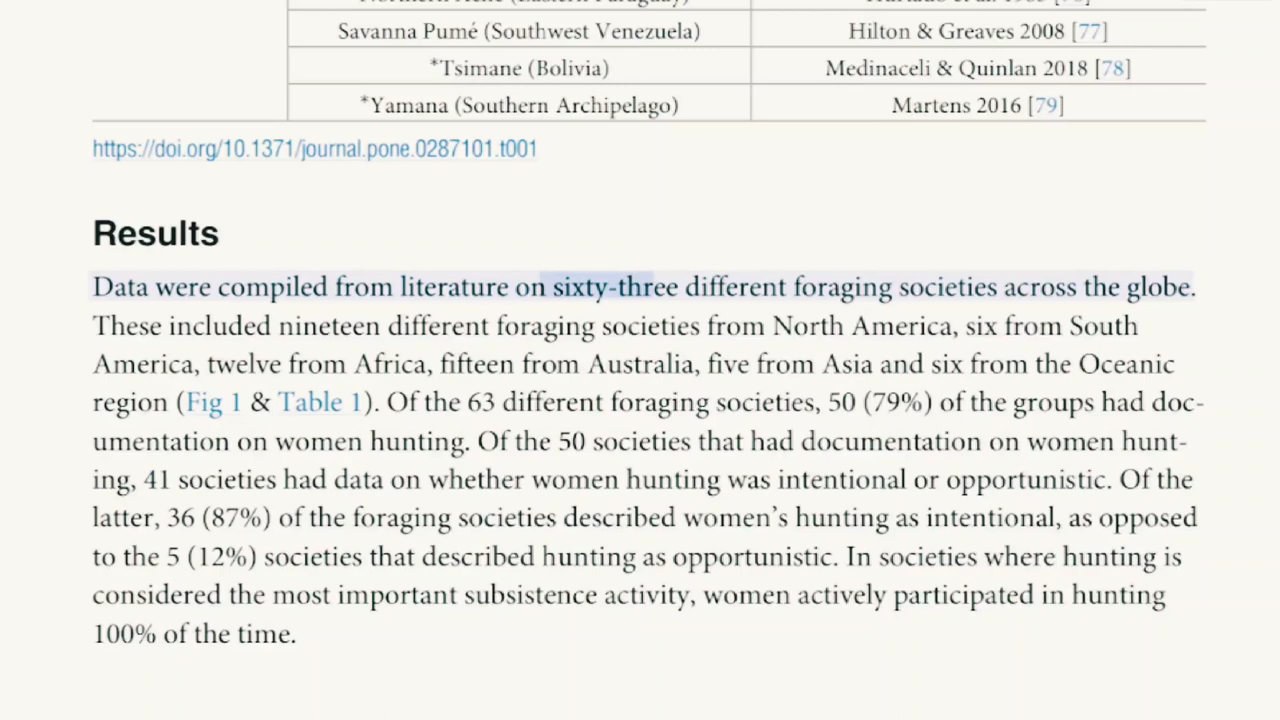 Savanna Pumé (Southwest Venezuela) Hilton & Greaves 2008 [77]
*Tsimane (Bolivia) Medinaceli & Quinlan 2018 [78]
*Yamana (Southern Archipelago) Martens 2016 [79]
https://doi.org/10.1371/journal.pone.0287101.t001
Results
Data were compiled from literature on sixty-three different foraging societies across the globe.
These included nineteen different foraging societies from North America, six from South
America, twelve from Africa, fifteen from Australia, five from Asia and six from the Oceanic
region (Fig 1 & Table 1). Of the 63 different foraging societies, 50 (79%) of the groups had doc-
umentation on women hunting. Of the 50 societies that had documentation on women hunt-
ing, 41 societies had data on whether women hunting was intentional or opportunistic. Of the
latter, 36 (87%) of the foraging societies described women's hunting as intentional, as opposed
to the 5 (12%) societies that described hunting as opportunistic. In societies where hunting is
considered the most important subsistence activity, women actively participated in hunting
100% of the time.